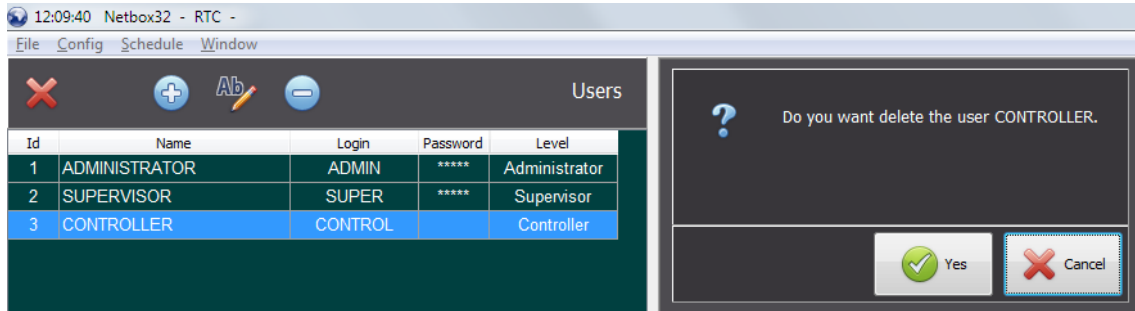 12:09:40 Netbox32 - RTC -
File Config Schedule Window
Ab
Users
Id Name Login Password Level
1 ADMINISTRATOR ADMIN ***** Administrator
2 SUPERVISOR SUPER ***** Supervisor
3 CONTROLLER CONTROL Controller
? Do you want delete the user CONTROLLER.
Yes Cancel